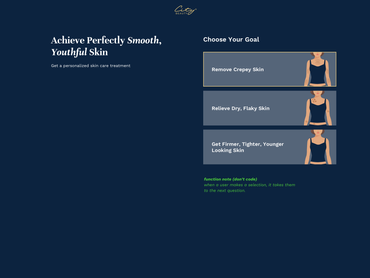 City
Achieve Perfectly Smooth,
Youthful Skin
Get a personalized skin care treatment
Choose Your Goal
Remove Crepey Skin
Relieve Dry, Flaky Skin
Get Firmer, Tighter, Younger
Looking Skin
function note (don't code)
when a user makes a selection, it takes them
to the next question